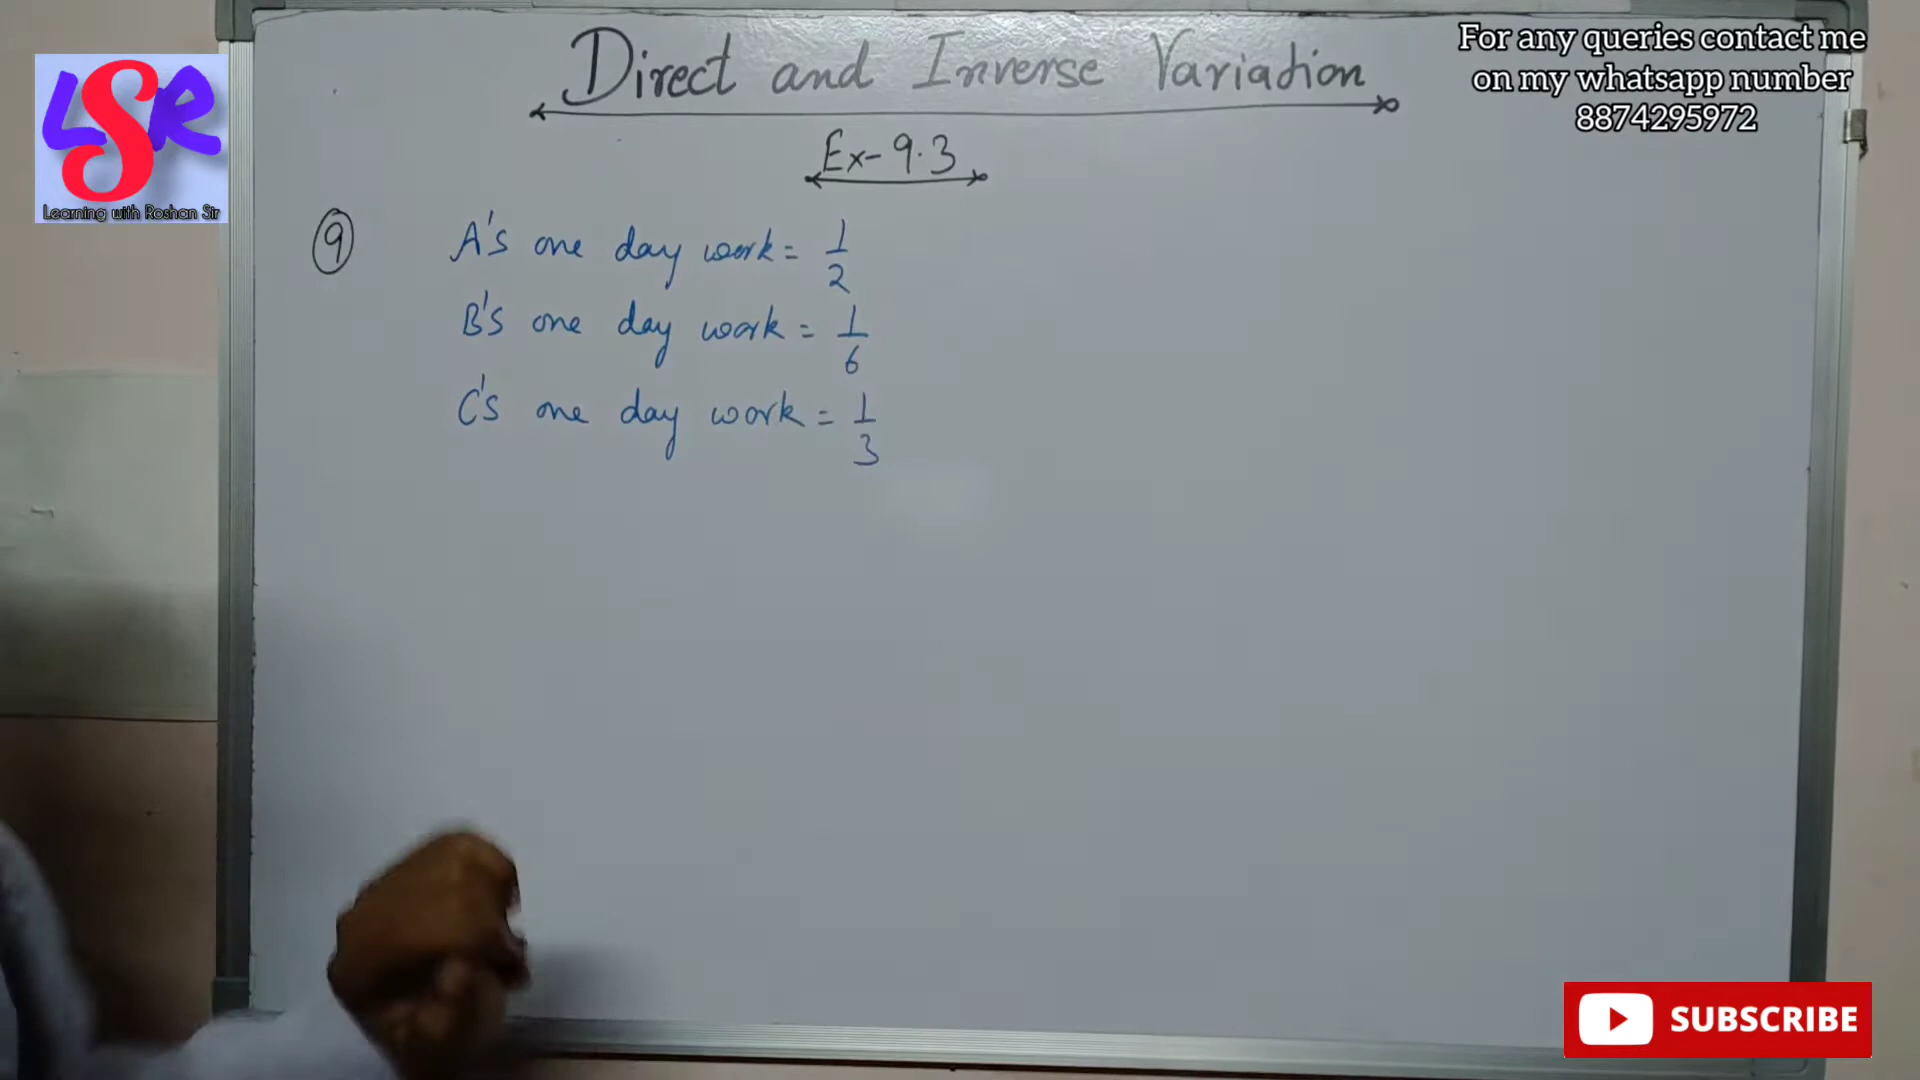 Direct and Inverse Variation
For any queries contact me
on my whatsapp number
8874295972
LSR
Learning with Roshan Sir
Ex-9.3
9
A's one day work = 1/2
B's one day work = 1/6
C's one day work = 1/3
SUBSCRIBE